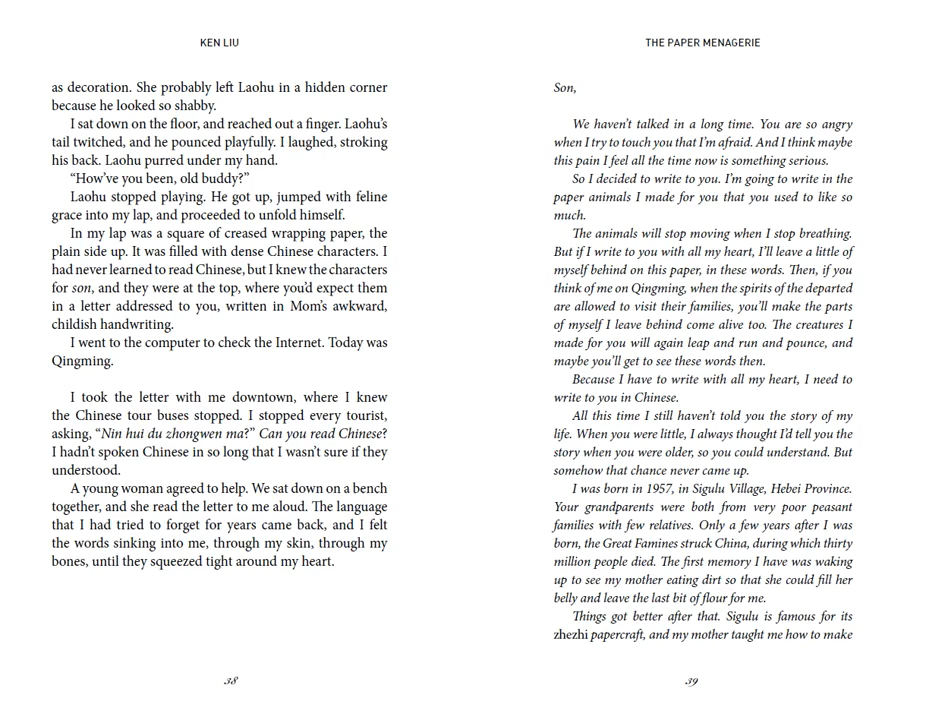 KEN LIU
as decoration. She probably left Laohu in a hidden corner
because he looked so shabby.
I sat down on the floor, and reached out a finger. Laohu’s
tail twitched, and he pounced playfully. I laughed, stroking
his back. Laohu purred under my hand.
“How’ve you been, old buddy?”
Laohu stopped playing. He got up, jumped with feline
grace into my lap, and proceeded to unfold himself.
In my lap was a square of creased wrapping paper, the
plain side up. It was filled with dense Chinese characters. I
had never learned to read Chinese, but I knew the characters
for son, and they were at the top, where you’d expect them
in a letter addressed to you, written in Mom’s awkward,
childish handwriting.
I went to the computer to check the Internet. Today was
Qingming.
I took the letter with me downtown, where I knew
the Chinese tour buses stopped. I stopped every tourist,
asking, “Nin hui du zhongwen ma?” Can you read Chinese?
I hadn’t spoken Chinese in so long that I wasn’t sure if they
understood.
A young woman agreed to help. We sat down on a bench
together, and she read the letter to me aloud. The language
that I had tried to forget for years came back, and I felt
the words sinking into me, through my skin, through my
bones, until they squeezed tight around my heart.
38
THE PAPER MENAGERIE
Son,
We haven’t talked in a long time. You are so angry
when I try to touch you that I’m afraid. And I think maybe
this pain I feel all the time now is something serious.
So I decided to write to you. I’m going to write in the
paper animals I made for you that you used to like so
much.
The animals will stop moving when I stop breathing.
But if I write to you with all my heart, I’ll leave a little of
myself behind on this paper, in these words. Then, if you
think of me on Qingming, when the spirits of the departed
are allowed to visit their families, you’ll make the parts
of myself I leave behind come alive too. The creatures I
made for you will again leap and run and pounce, and
maybe you’ll get to see these words then.
Because I have to write with all my heart, I need to
write to you in Chinese.
All this time I still haven’t told you the story of my
life. When you were little, I always thought I’d tell you the
story when you were older, so you could understand. But
somehow that chance never came up.
I was born in 1957, in Sigulu Village, Hebei Province.
Your grandparents were both from very poor peasant
families with few relatives. Only a few years after I was
born, the Great Famines struck China, during which thirty
million people died. The first memory I have was waking
up to see my mother eating dirt so that she could fill her
belly and leave the last bit of flour for me.
Things got better after that. Sigulu is famous for its
zhezhi papercraft, and my mother taught me how to make
39